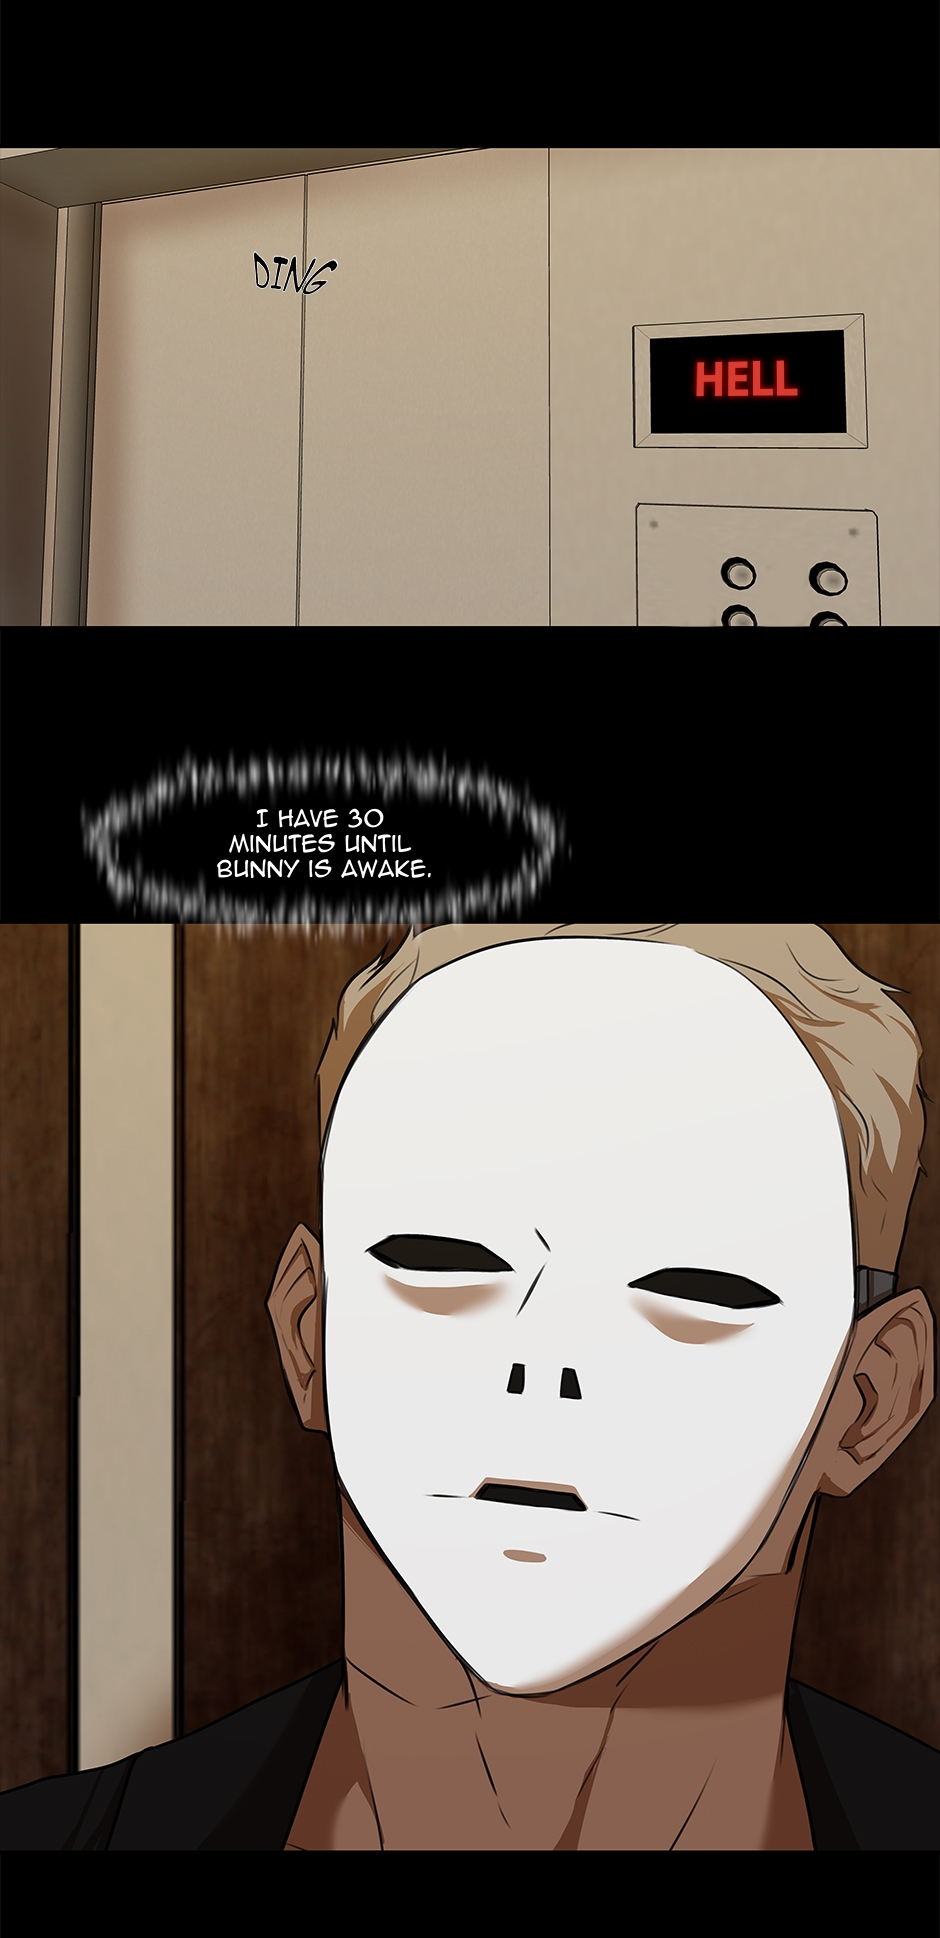 DING
HELL
I HAVE 30
MINUTES UNTIL
BUNNY IS AWAKE.